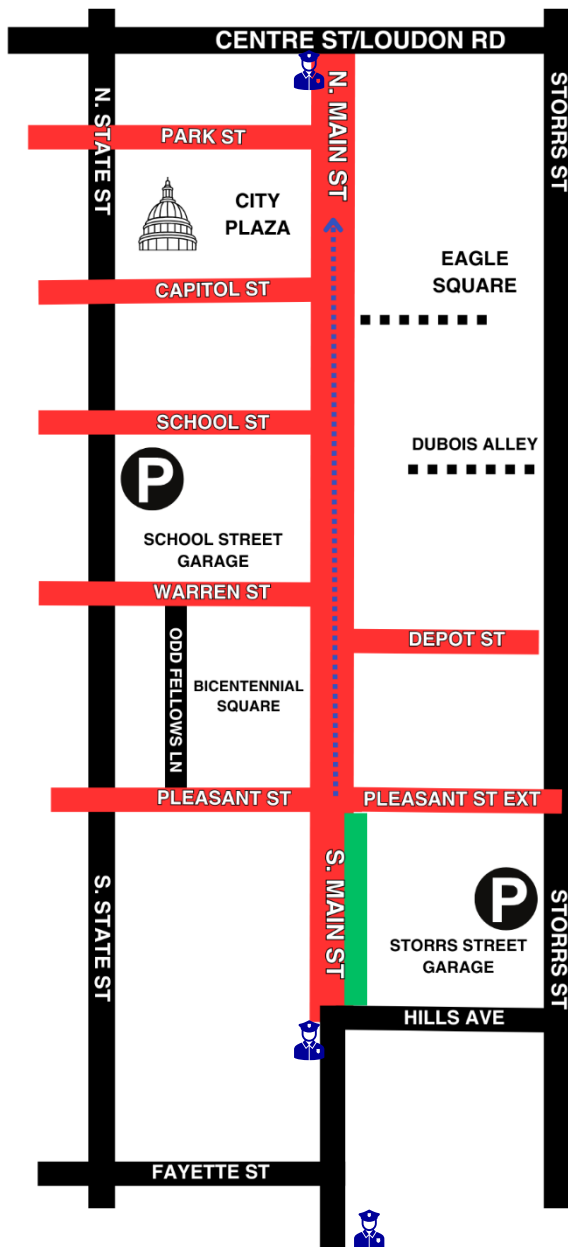 CENTRE ST/LOUDON RD
N. STATE ST
N. MAIN ST
STORRS ST
PARK ST
CITY
PLAZA
EAGLE
SQUARE
CAPITOL ST
SCHOOL ST
DUBOIS ALLEY
P
SCHOOL STREET
GARAGE
WARREN ST
DEPOT ST
ODD FELLOWS LN
BICENTENNIAL
SQUARE
PLEASANT ST
PLEASANT ST EXT
S. STATE ST
S. MAIN ST
P
STORRS ST
STORRS STREET
GARAGE
HILLS AVE
FAYETTE ST